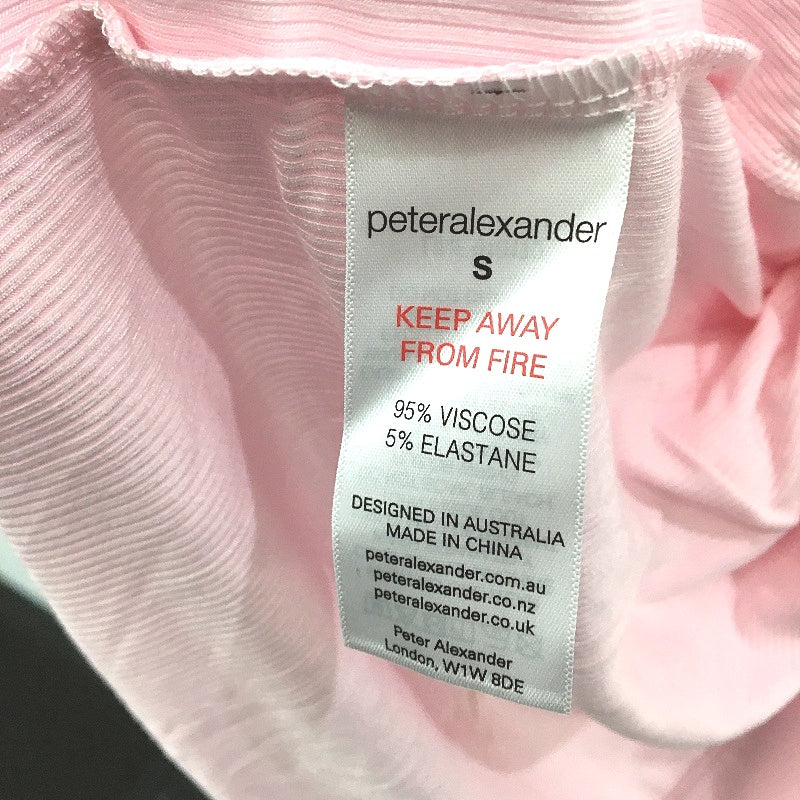 peteralexander
S
KEEP AWAY
FROM FIRE
95% VISCOSE
5% ELASTANE
DESIGNED IN AUSTRALIA
MADE IN CHINA
peteralexander.com.au
peteralexander.co.nz
peteralexander.co.uk
Peter Alexander
London, W1W 8DE